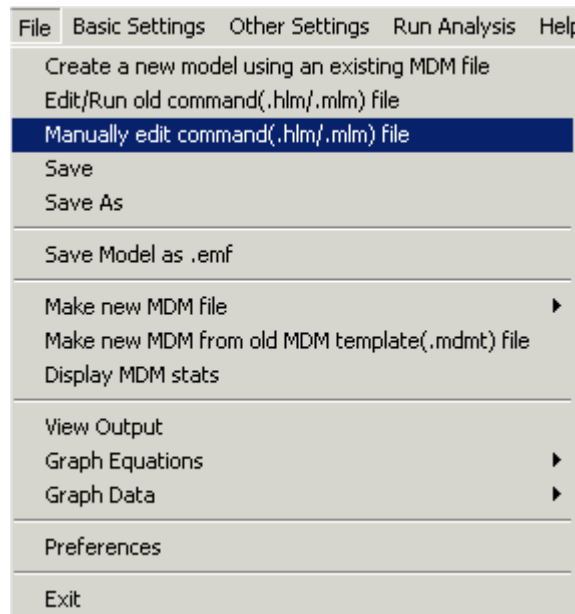 File Basic Settings Other Settings Run Analysis Help
Create a new model using an existing MDM file
Edit/Run old command(.hlm/.mlm) file
Manually edit command(.hlm/.mlm) file
Save
Save As
Save Model as .emf
Make new MDM file
Make new MDM from old MDM template(.mdmt) file
Display MDM stats
View Output
Graph Equations
Graph Data
Preferences
Exit